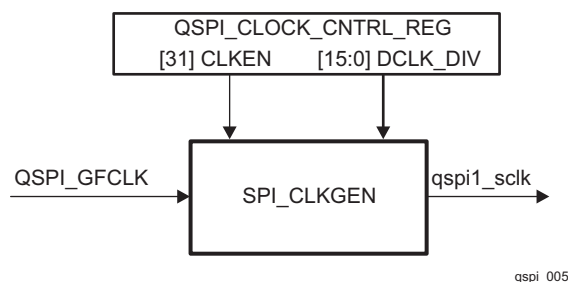 QSPI_CLOCK_CNTRL_REG
[31] CLKEN [15:0] DCLK_DIV
QSPI_GFCLK
SPI_CLKGEN
qspi1_sclk
qspi_005